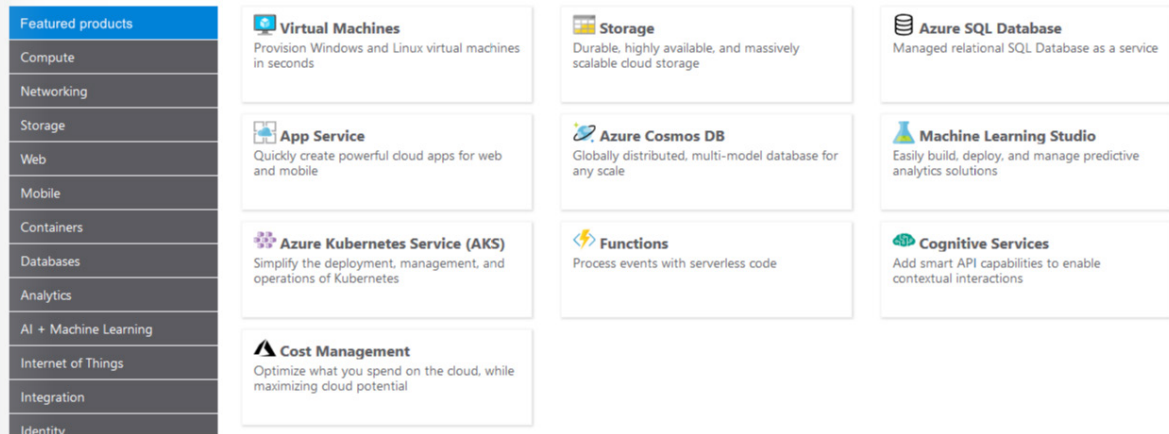 Featured products
Compute
Networking
Storage
Web
Mobile
Containers
Databases
Analytics
AI + Machine Learning
Internet of Things
Integration
Identity
Virtual Machines
Provision Windows and Linux virtual machines
in seconds
Storage
Durable, highly available, and massively
scalable cloud storage
Azure SQL Database
Managed relational SQL Database as a service
App Service
Quickly create powerful cloud apps for web
and mobile
Azure Cosmos DB
Globally distributed, multi-model database for
any scale
Machine Learning Studio
Easily build, deploy, and manage predictive
analytics solutions
Azure Kubernetes Service (AKS)
Simplify the deployment, management, and
operations of Kubernetes
Functions
Process events with serverless code
Cognitive Services
Add smart API capabilities to enable
contextual interactions
Cost Management
Optimize what you spend on the cloud, while
maximizing cloud potential